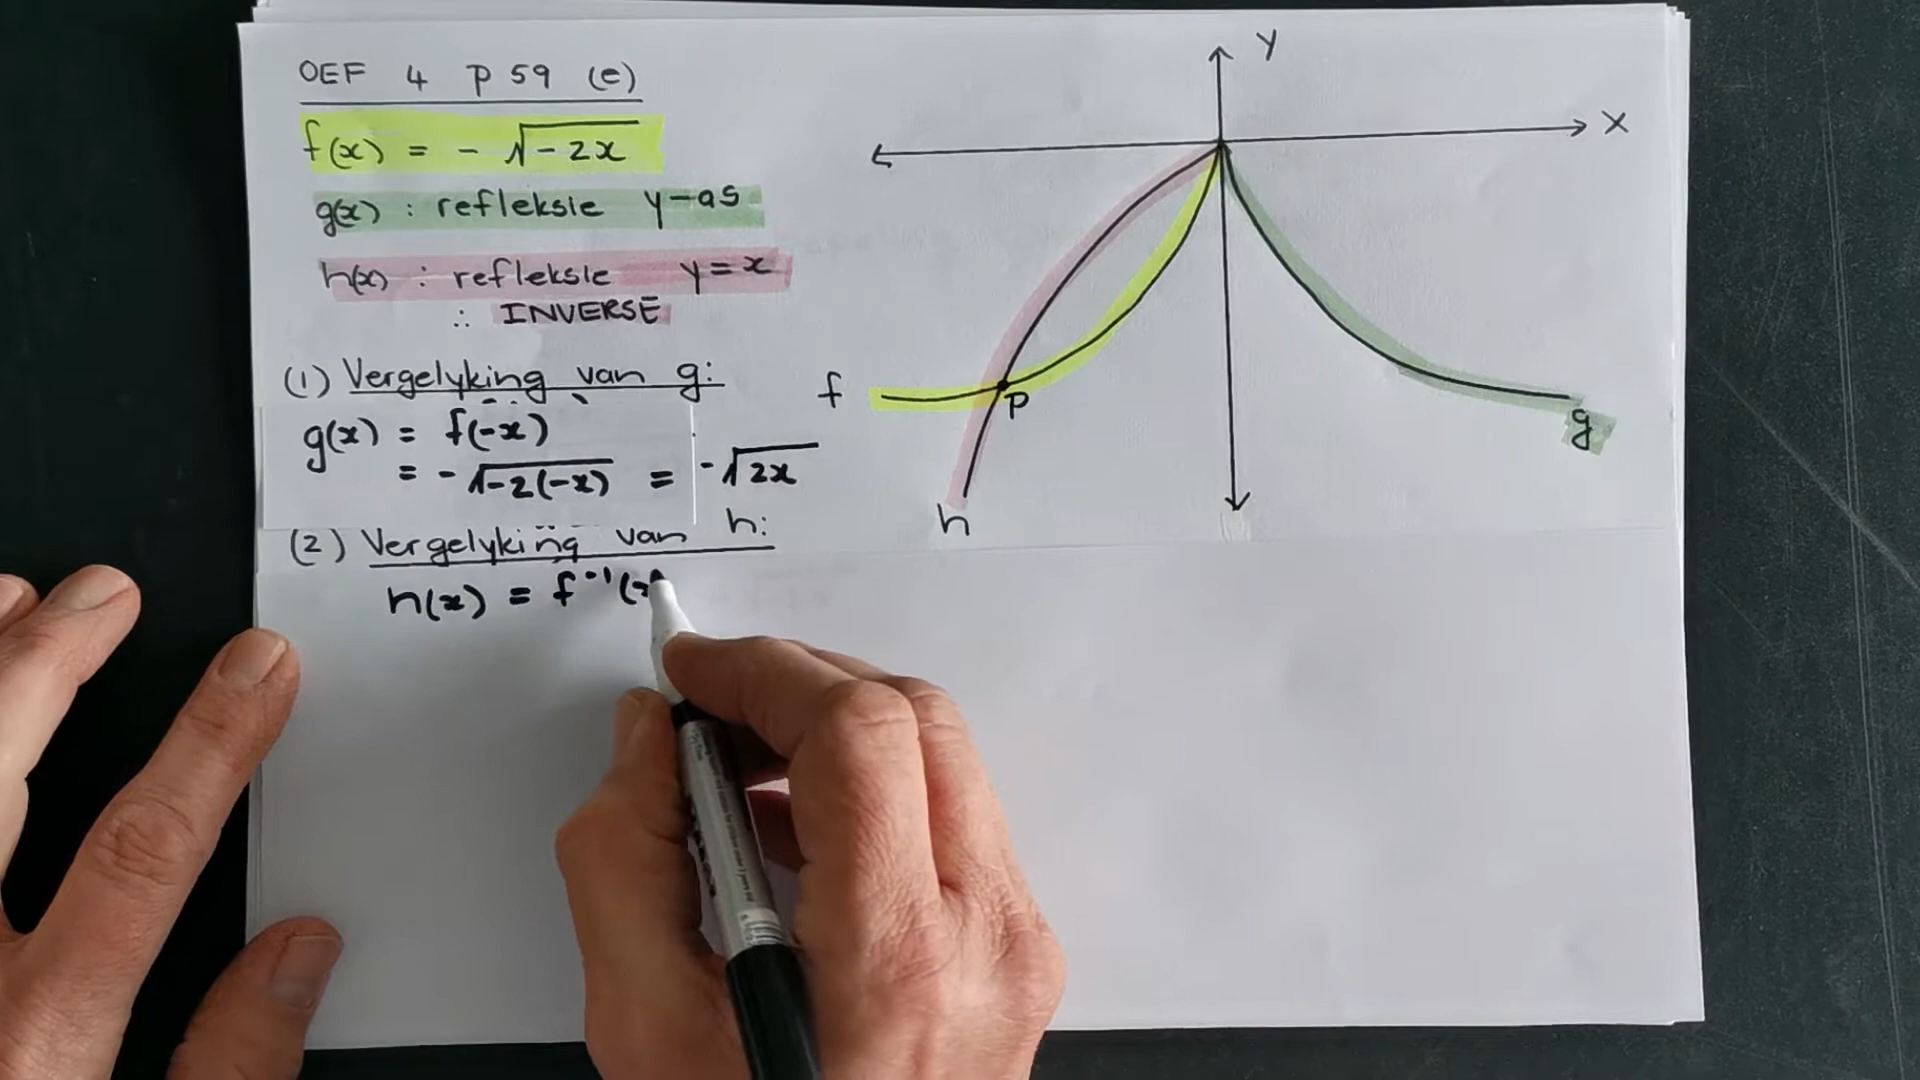 OEF 4 p 59 (e)
f(x) = - √-2x
g(x) : refleksie y-as
h(x) : refleksie y=x
∴ INVERSE
(1) Vergelyking van g:
g(x) = f(-x)
= - √-2(-x) = -√2x
(2) Vergelyking van h:
h(x) = f⁻¹(
y
x
f
p
g
h